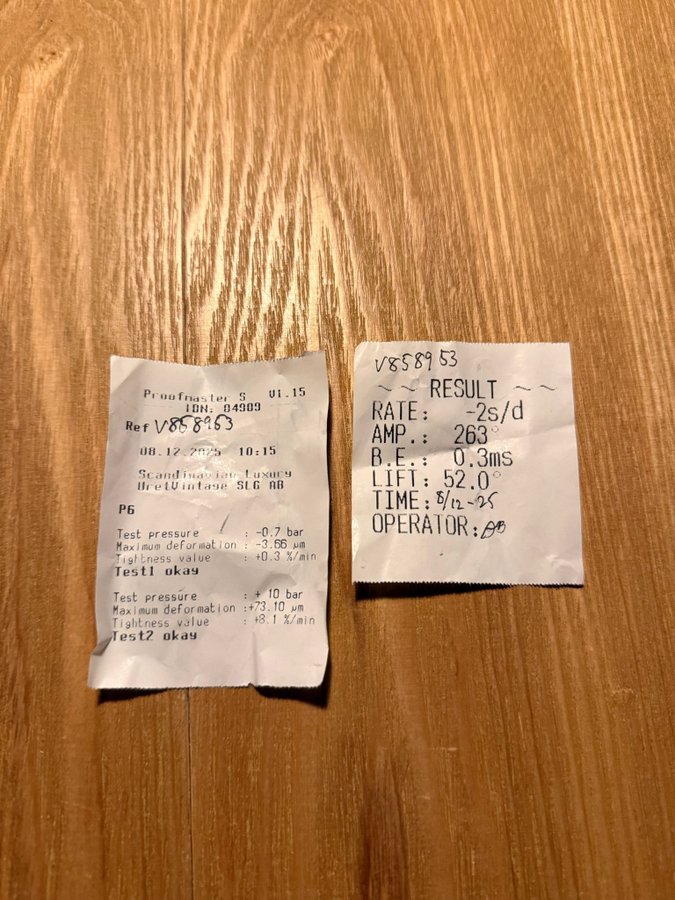 Proofmaster S V1.15
IDN: 04909
Ref V858953
08.12.2025 10:15
Scandinavian Luxury
UretVintage SLG AB
P6
Test pressure : -0.7 bar
Maximum deformation : -3.66 µm
Tightness value : +0.3 %/min
Test1 okay
Test pressure : + 10 bar
Maximum deformation :+73.10 µm
Tightness value : +8.1 %/min
Test2 okay
V858953
~~ RESULT ~~
RATE: -2s/d
AMP.: 263°
B.E.: 0.3ms
LIFT: 52.0°
TIME: 8/12-25
OPERATOR: